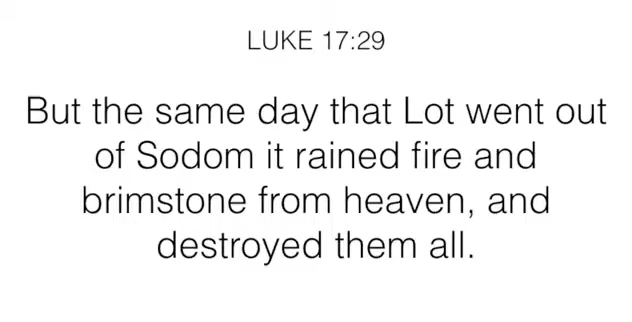 LUKE 17:29
But the same day that Lot went out
of Sodom it rained fire and
brimstone from heaven, and
destroyed them all.